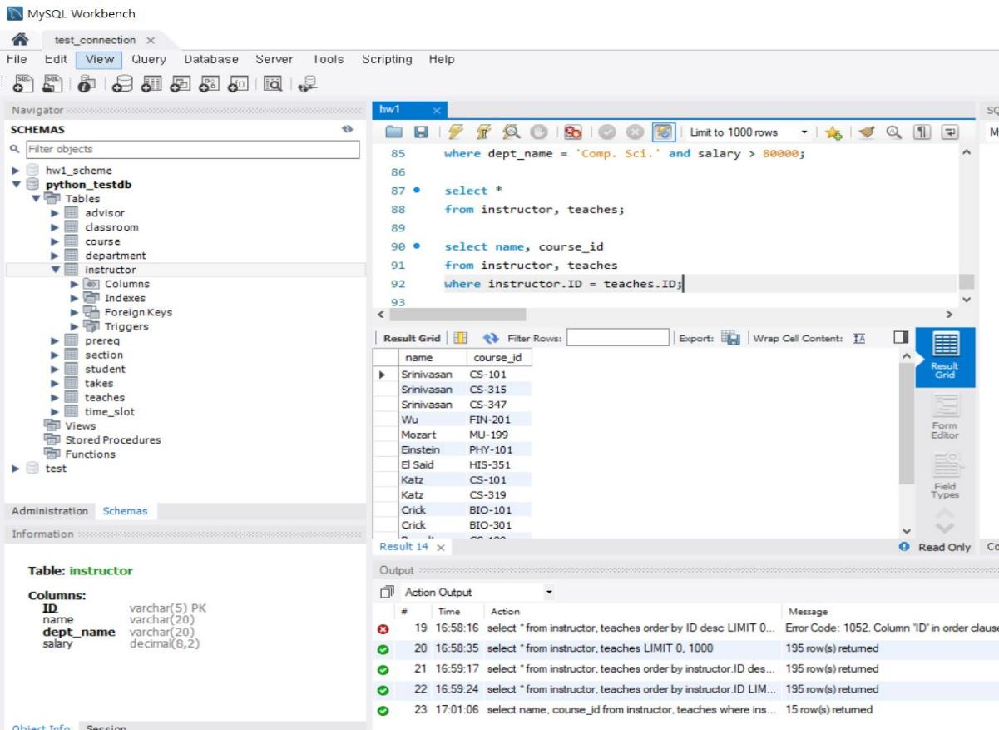 MySQL Workbench
test_connection
File Edit View Query Database Server Tools Scripting Help
Navigator
SCHEMAS
Filter objects
hw1_scheme
python_testdb
Tables
advisor
classroom
course
department
instructor
Columns
Indexes
Foreign Keys
Triggers
prereq
section
student
takes
teaches
time_slot
Views
Stored Procedures
Functions
test
Administration Schemas
Information
Table: instructor
Columns:
ID varchar(5) PK
name varchar(20)
dept_name varchar(20)
salary decimal(8,2)
Object Info Session
hw1
Limit to 1000 rows
85 where dept_name = 'Comp. Sci.' and salary > 80000;
86
87 select *
88 from instructor, teaches;
89
90 select name, course_id
91 from instructor, teaches
92 where instructor.ID = teaches.ID;
93
Result Grid Filter Rows: Export: Wrap Cell Content:
name course_id
Srinivasan CS-101
Srinivasan CS-315
Srinivasan CS-347
Wu FIN-201
Mozart MU-199
Einstein PHY-101
El Said HIS-351
Katz CS-101
Katz CS-319
Crick BIO-101
Crick BIO-301
Result Grid
Form Editor
Field Types
Result 14 Read Only
Output
Action Output
# Time Action Message
19 16:58:16 select * from instructor, teaches order by ID desc LIMIT 0... Error Code: 1052. Column 'ID' in order clause
20 16:58:35 select * from instructor, teaches LIMIT 0, 1000 195 row(s) returned
21 16:59:17 select * from instructor, teaches order by instructor.ID des... 195 row(s) returned
22 16:59:24 select * from instructor, teaches order by instructor.ID LIM... 195 row(s) returned
23 17:01:06 select name, course_id from instructor, teaches where ins... 15 row(s) returned